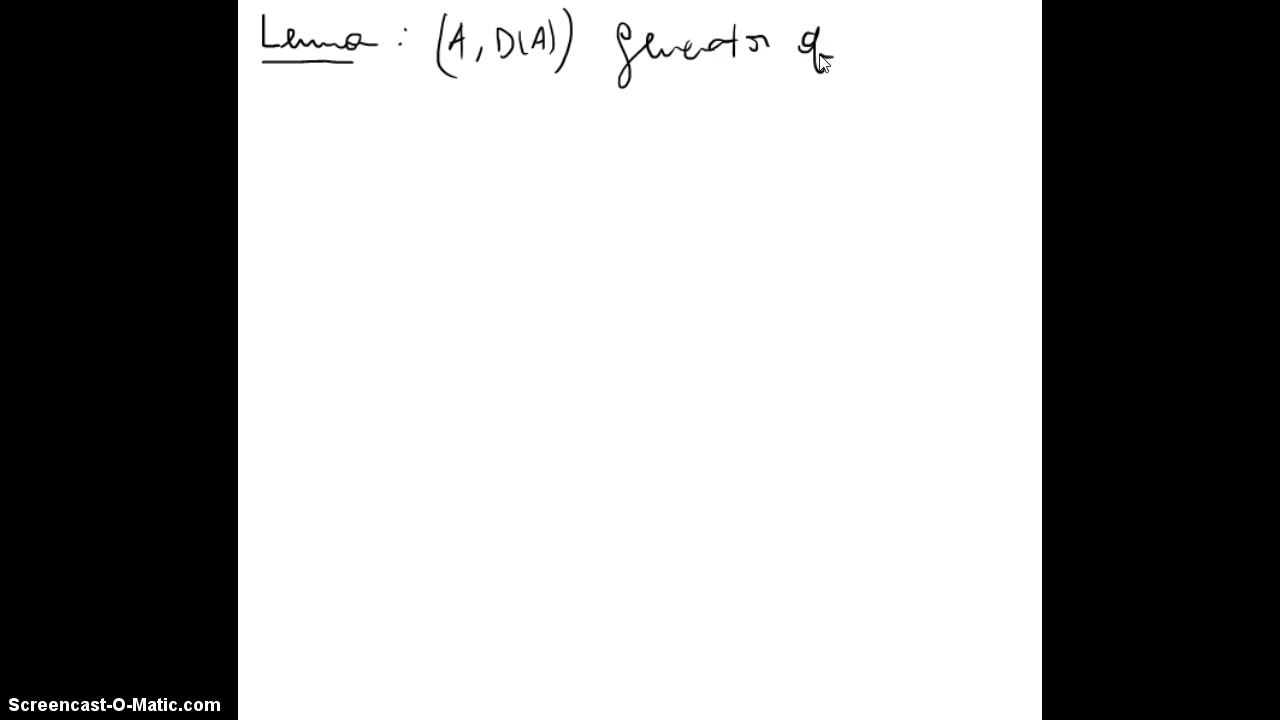 Lemma : (A, D(A)) generator of
Screencast-O-Matic.com